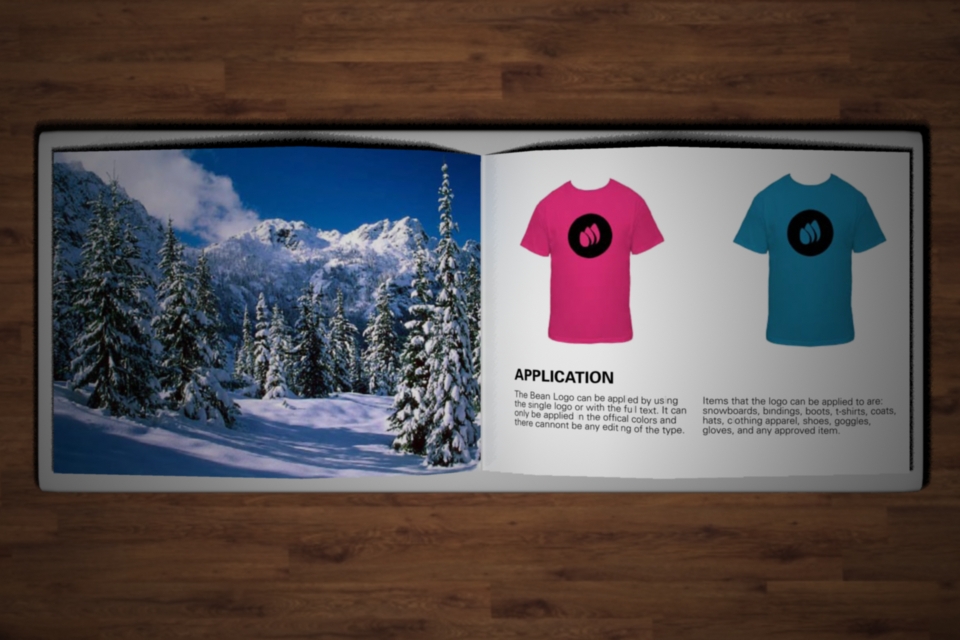 APPLICATION
The Bean Logo can be applied by using
the single logo or with the full text. It can
only be applied in the offical colors and
there cannont be any editing of the type.
Items that the logo can be applied to are:
snowboards, bindings, boots, t-shirts, coats,
hats, clothing apparel, shoes, goggles,
gloves, and any approved item.